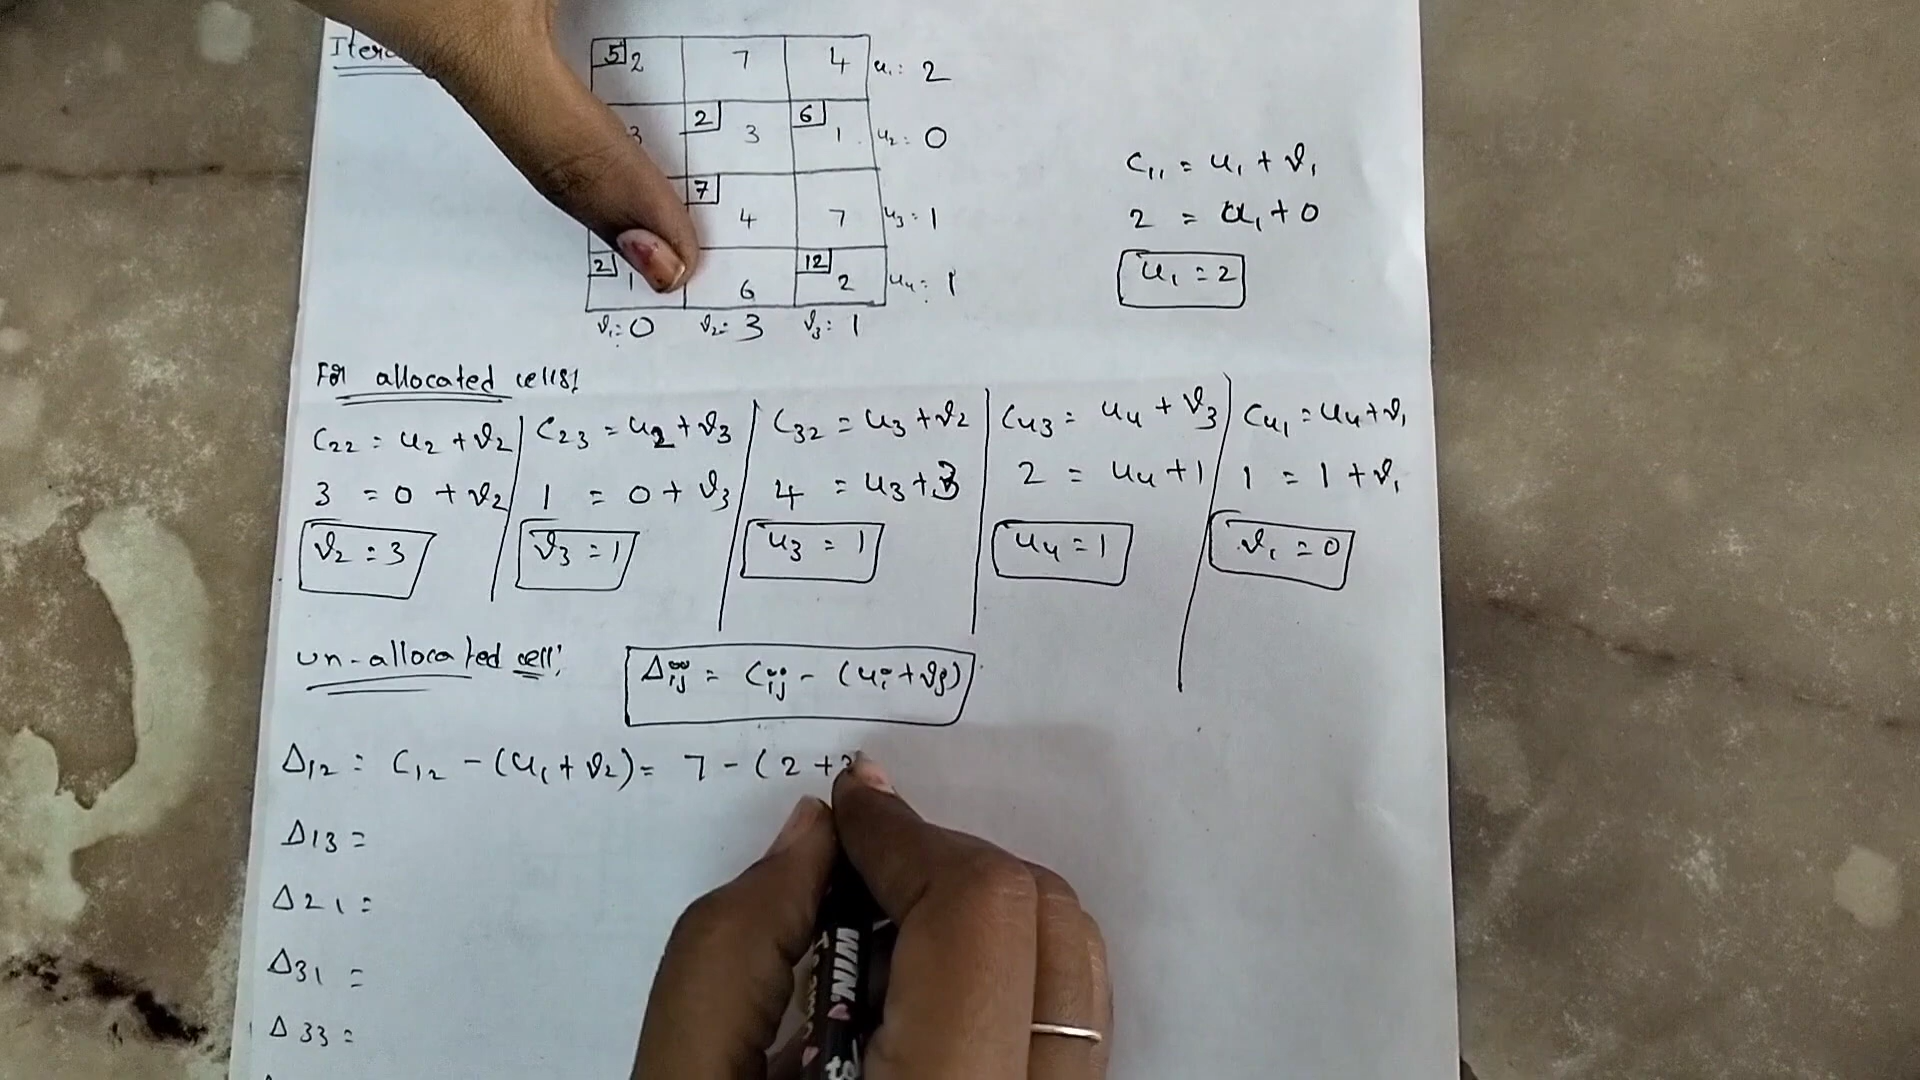 Iter
5 2 7 4 u₁: 2
3 2 3 6 1 u₂: 0
7 4 7 u₃: 1
2 1 6 12 2 u₄: 1
v₁: 0 v₂: 3 v₃: 1
C₁₁ = u₁ + v₁
2 = u₁ + 0
u₁ = 2
For allocated cells:
C₂₂ = u₂ + v₂
3 = 0 + v₂
v₂ = 3
C₂₃ = u₂ + v₃
1 = 0 + v₃
v₃ = 1
C₃₂ = u₃ + v₂
4 = u₃ + 3
u₃ = 1
C₄₃ = u₄ + v₃
2 = u₄ + 1
u₄ = 1
C₄₁ = u₄ + v₁
1 = 1 + v₁
v₁ = 0
un-allocated cell:
Δij = Cij - (ui + vj)
Δ₁₂ = C₁₂ - (u₁ + v₂) = 7 - (2 +
Δ₁₃ =
Δ₂₁ =
Δ₃₁ =
Δ₃₃ =
WIN